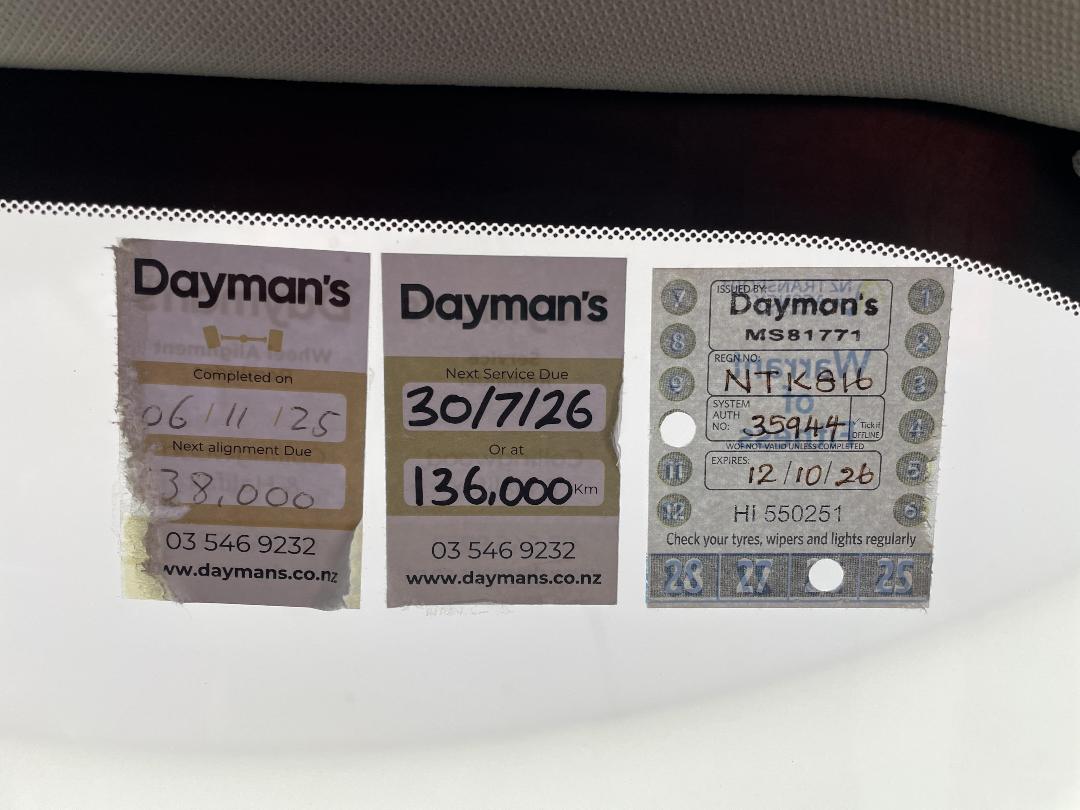 Dayman's
Completed on
06/11/25
Next alignment Due
38,000
03 546 9232
www.daymans.co.nz
Dayman's
Next Service Due
30/7/26
Or at
136,000 Km
03 546 9232
www.daymans.co.nz
ISSUED BY:
Dayman's
MS81771
REGN NO:
NTK816
SYSTEM AUTH NO: 35944
Tick if OFFLINE
WOF NOT VALID UNLESS COMPLETED
EXPIRES:
12/10/26
HI 550251
Check your tyres, wipers and lights regularly
7 1
8 2
9 3
4
11 5
12 6
28 27 25
Warrant
of